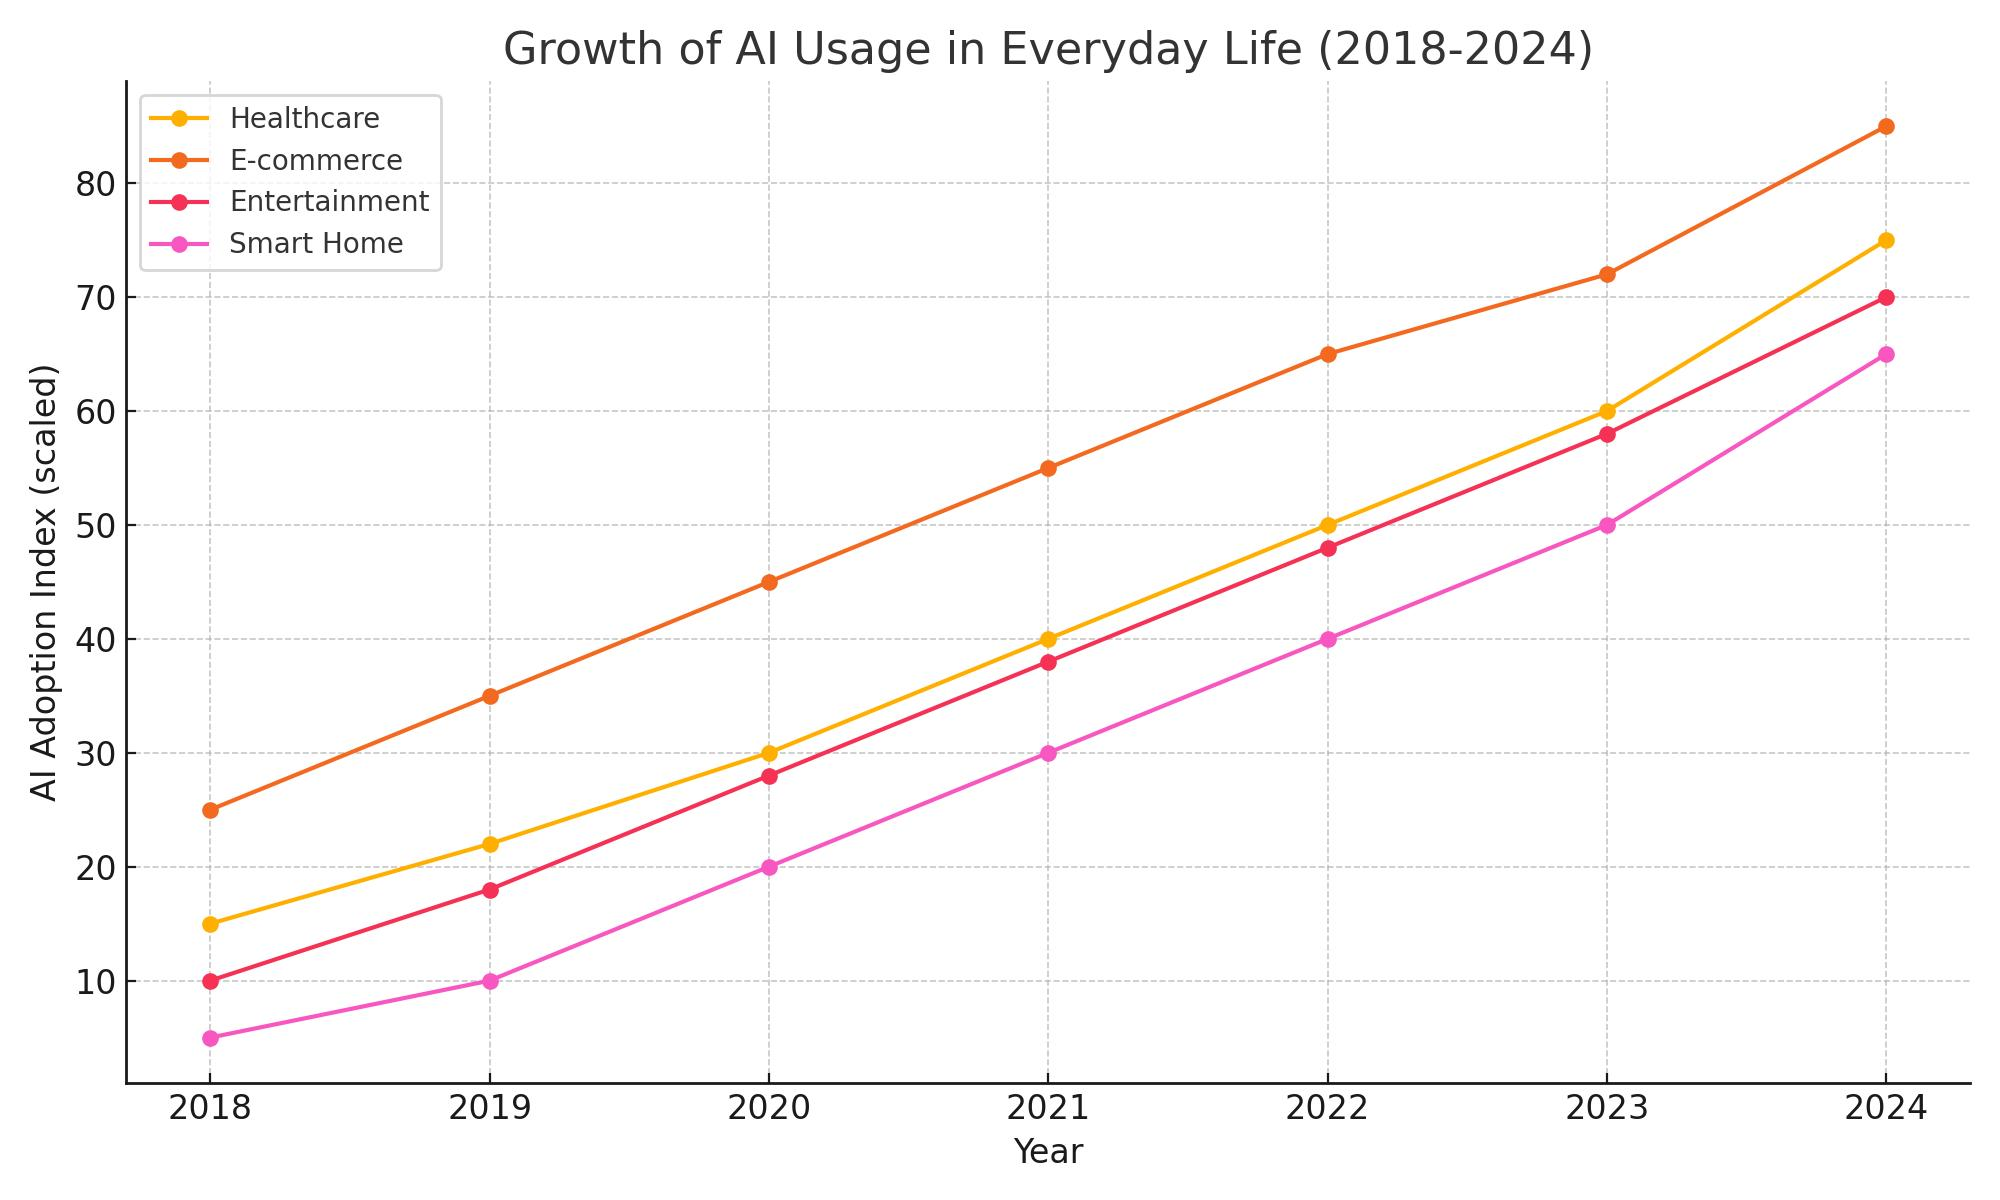 Growth of AI Usage in Everyday Life (2018-2024)
Healthcare
E-commerce
Entertainment
Smart Home
AI Adoption Index (scaled)
80
70
60
50
40
30
20
10
2018 2019 2020 2021 2022 2023 2024
Year